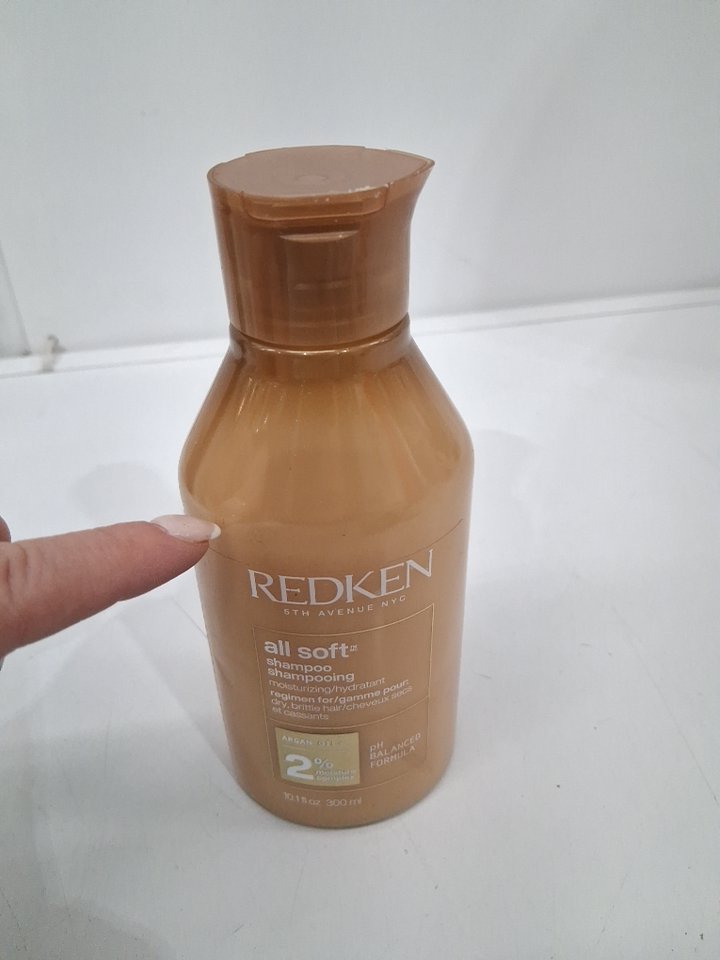 REDKEN
5TH AVENUE NYC
all soft
shampoo
shampooing
moisturizing/hydratant
regimen for/gamme pour:
dry, brittle hair/cheveux secs
et cassants
ARGAN OIL
2%
moisture
complex
pH
BALANCED
FORMULA
10.1 fl oz 300 ml